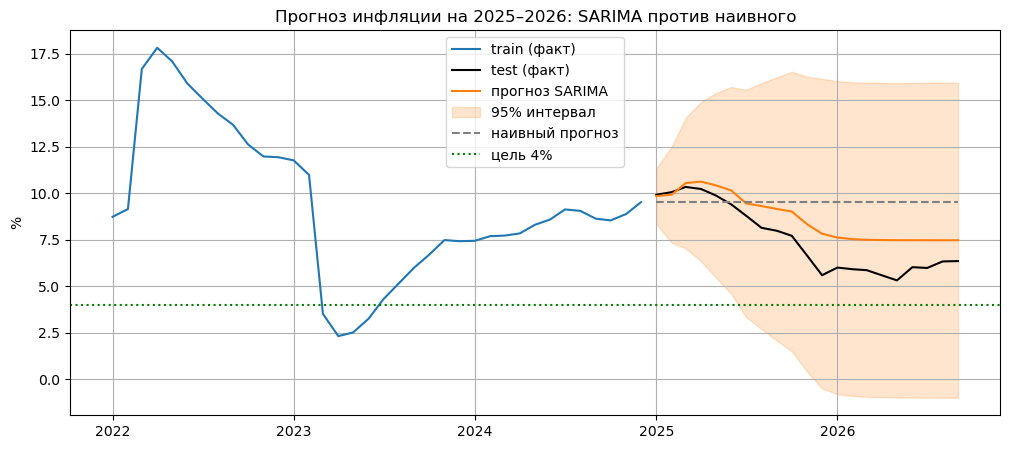 Прогноз инфляции на 2025–2026: SARIMA против наивного
train (факт)
test (факт)
прогноз SARIMA
95% интервал
наивный прогноз
цель 4%
%
17.5
15.0
12.5
10.0
7.5
5.0
2.5
0.0
2022 2023 2024 2025 2026